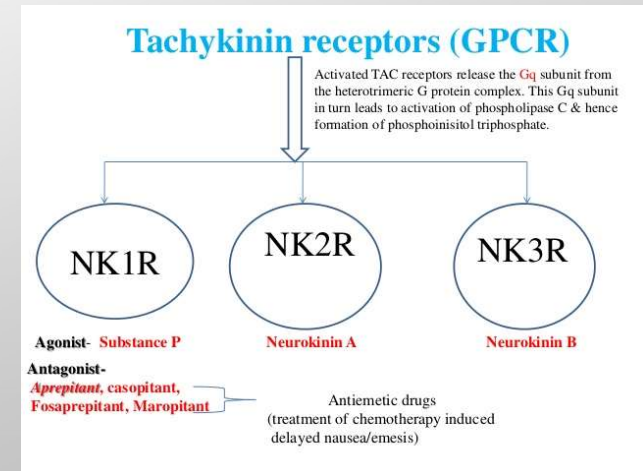 Tachykinin receptors (GPCR)
Activated TAC receptors release the Gq subunit from
the heterotrimeric G protein complex. This Gq subunit
in turn leads to activation of phospholipase C & hence
formation of phosphoinisitol triphosphate.
NK1R
NK2R
NK3R
Agonist- Substance P
Neurokinin A
Neurokinin B
Antagonist-
Aprepitant, casopitant,
Fosaprepitant, Maropitant
Antiemetic drugs
(treatment of chemotherapy induced
delayed nausea/emesis)